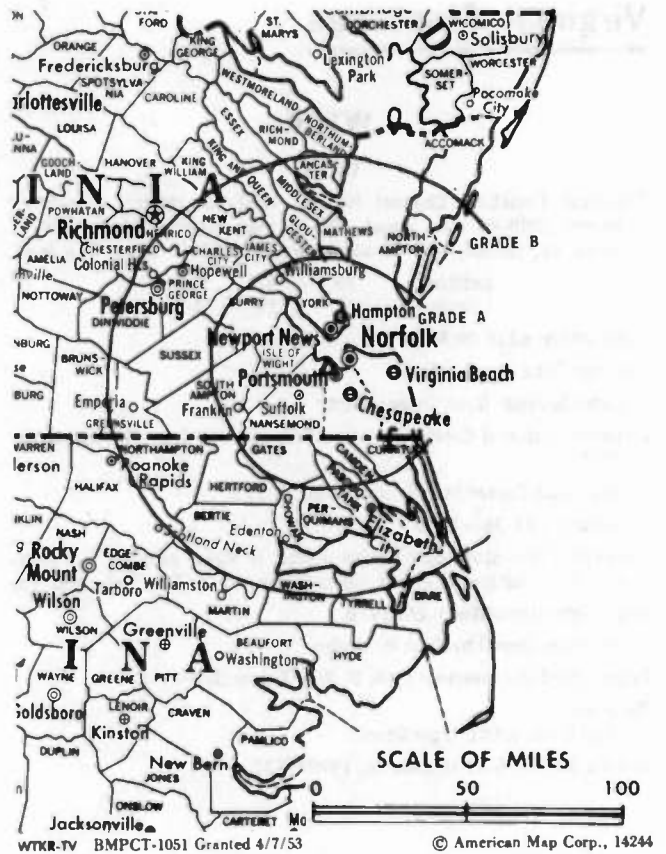 ST. MARYS
DORCHESTER
WICOMICO
Solisbury
ORANGE
KING GEORGE
Fredericksburg
Lexington Park
WORCESTER
SPOTSYLVANIA
SOMERSET
Pocomoke City
WESTMORELAND
arlottesville
CAROLINE
ESSEX
RICHMOND
NORTHUMBERLAND
ACCOMACK
LOUISA
GOOCHLAND
HANOVER
KING WILLIAM
KING AND QUEEN
LANCASTER
INIA
MIDDLESEX
POWHATAN
Richmond
HENRICO
NEW KENT
GLOUCESTER
MATHEWS
NORTHAMPTON
GRADE B
CHESTERFIELD
CHARLES CITY
JAMES CITY
AMELIA
Colonial Hts.
Hopewell
Williamsburg
PRINCE GEORGE
NOTTOWAY
Petersburg
SURRY
YORK
Hampton
GRADE A
DINWIDDIE
Newport News
Norfolk
SUSSEX
ISLE OF WIGHT
BRUNSWICK
Portsmouth
Virginia Beach
SOUTHAMPTON
Emporia
Franklin
Suffolk
Chesapeake
GREENSVILLE
NANSEMOND
WARREN
NORTHAMPTON
GATES
CURRITUCK
derson
Roanoke Rapids
CAMDEN
HALIFAX
HERTFORD
PASQUOTANK
BERTIE
CHOWAN
PERQUIMANS
Elizabeth City
NASH
Scotland Neck
Edenton
Rocky Mount
EDGECOMBE
Tarboro
Williamston
WASHINGTON
TYRRELL
DARE
Wilson
MARTIN
WILSON
Greenville
BEAUFORT
HYDE
INA
Washington
WAYNE
GREENE
PITT
Goldsboro
LENOIR
CRAVEN
Kinston
PAMLICO
DUPLIN
New Bern
JONES
SCALE OF MILES
0 50 100
ONSLOW
Jacksonville
CARTERET
WTKR-TV BMPCT-1051 Granted 4/7/53
© American Map Corp., 14244